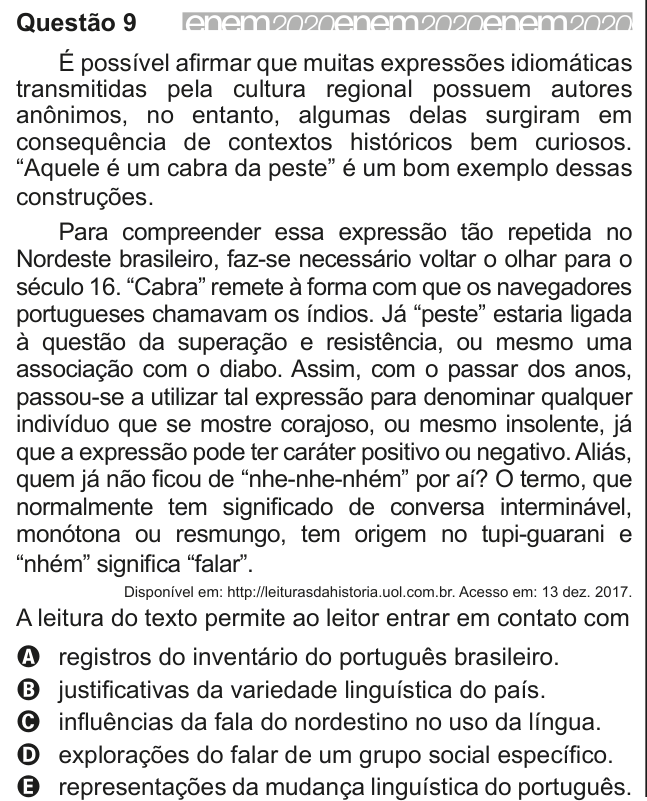 Questão 9 enem2020enem2020enem2020
É possível afirmar que muitas expressões idiomáticas
transmitidas pela cultura regional possuem autores
anônimos, no entanto, algumas delas surgiram em
consequência de contextos históricos bem curiosos.
“Aquele é um cabra da peste” é um bom exemplo dessas
construções.
Para compreender essa expressão tão repetida no
Nordeste brasileiro, faz-se necessário voltar o olhar para o
século 16. “Cabra” remete à forma com que os navegadores
portugueses chamavam os índios. Já “peste” estaria ligada
à questão da superação e resistência, ou mesmo uma
associação com o diabo. Assim, com o passar dos anos,
passou-se a utilizar tal expressão para denominar qualquer
indivíduo que se mostre corajoso, ou mesmo insolente, já
que a expressão pode ter caráter positivo ou negativo. Aliás,
quem já não ficou de “nhe-nhe-nhém” por aí? O termo, que
normalmente tem significado de conversa interminável,
monótona ou resmungo, tem origem no tupi-guarani e
“nhém” significa “falar”.
Disponível em: http://leiturasdahistoria.uol.com.br. Acesso em: 13 dez. 2017.
A leitura do texto permite ao leitor entrar em contato com
A registros do inventário do português brasileiro.
B justificativas da variedade linguística do país.
C influências da fala do nordestino no uso da língua.
D explorações do falar de um grupo social específico.
E representações da mudança linguística do português.